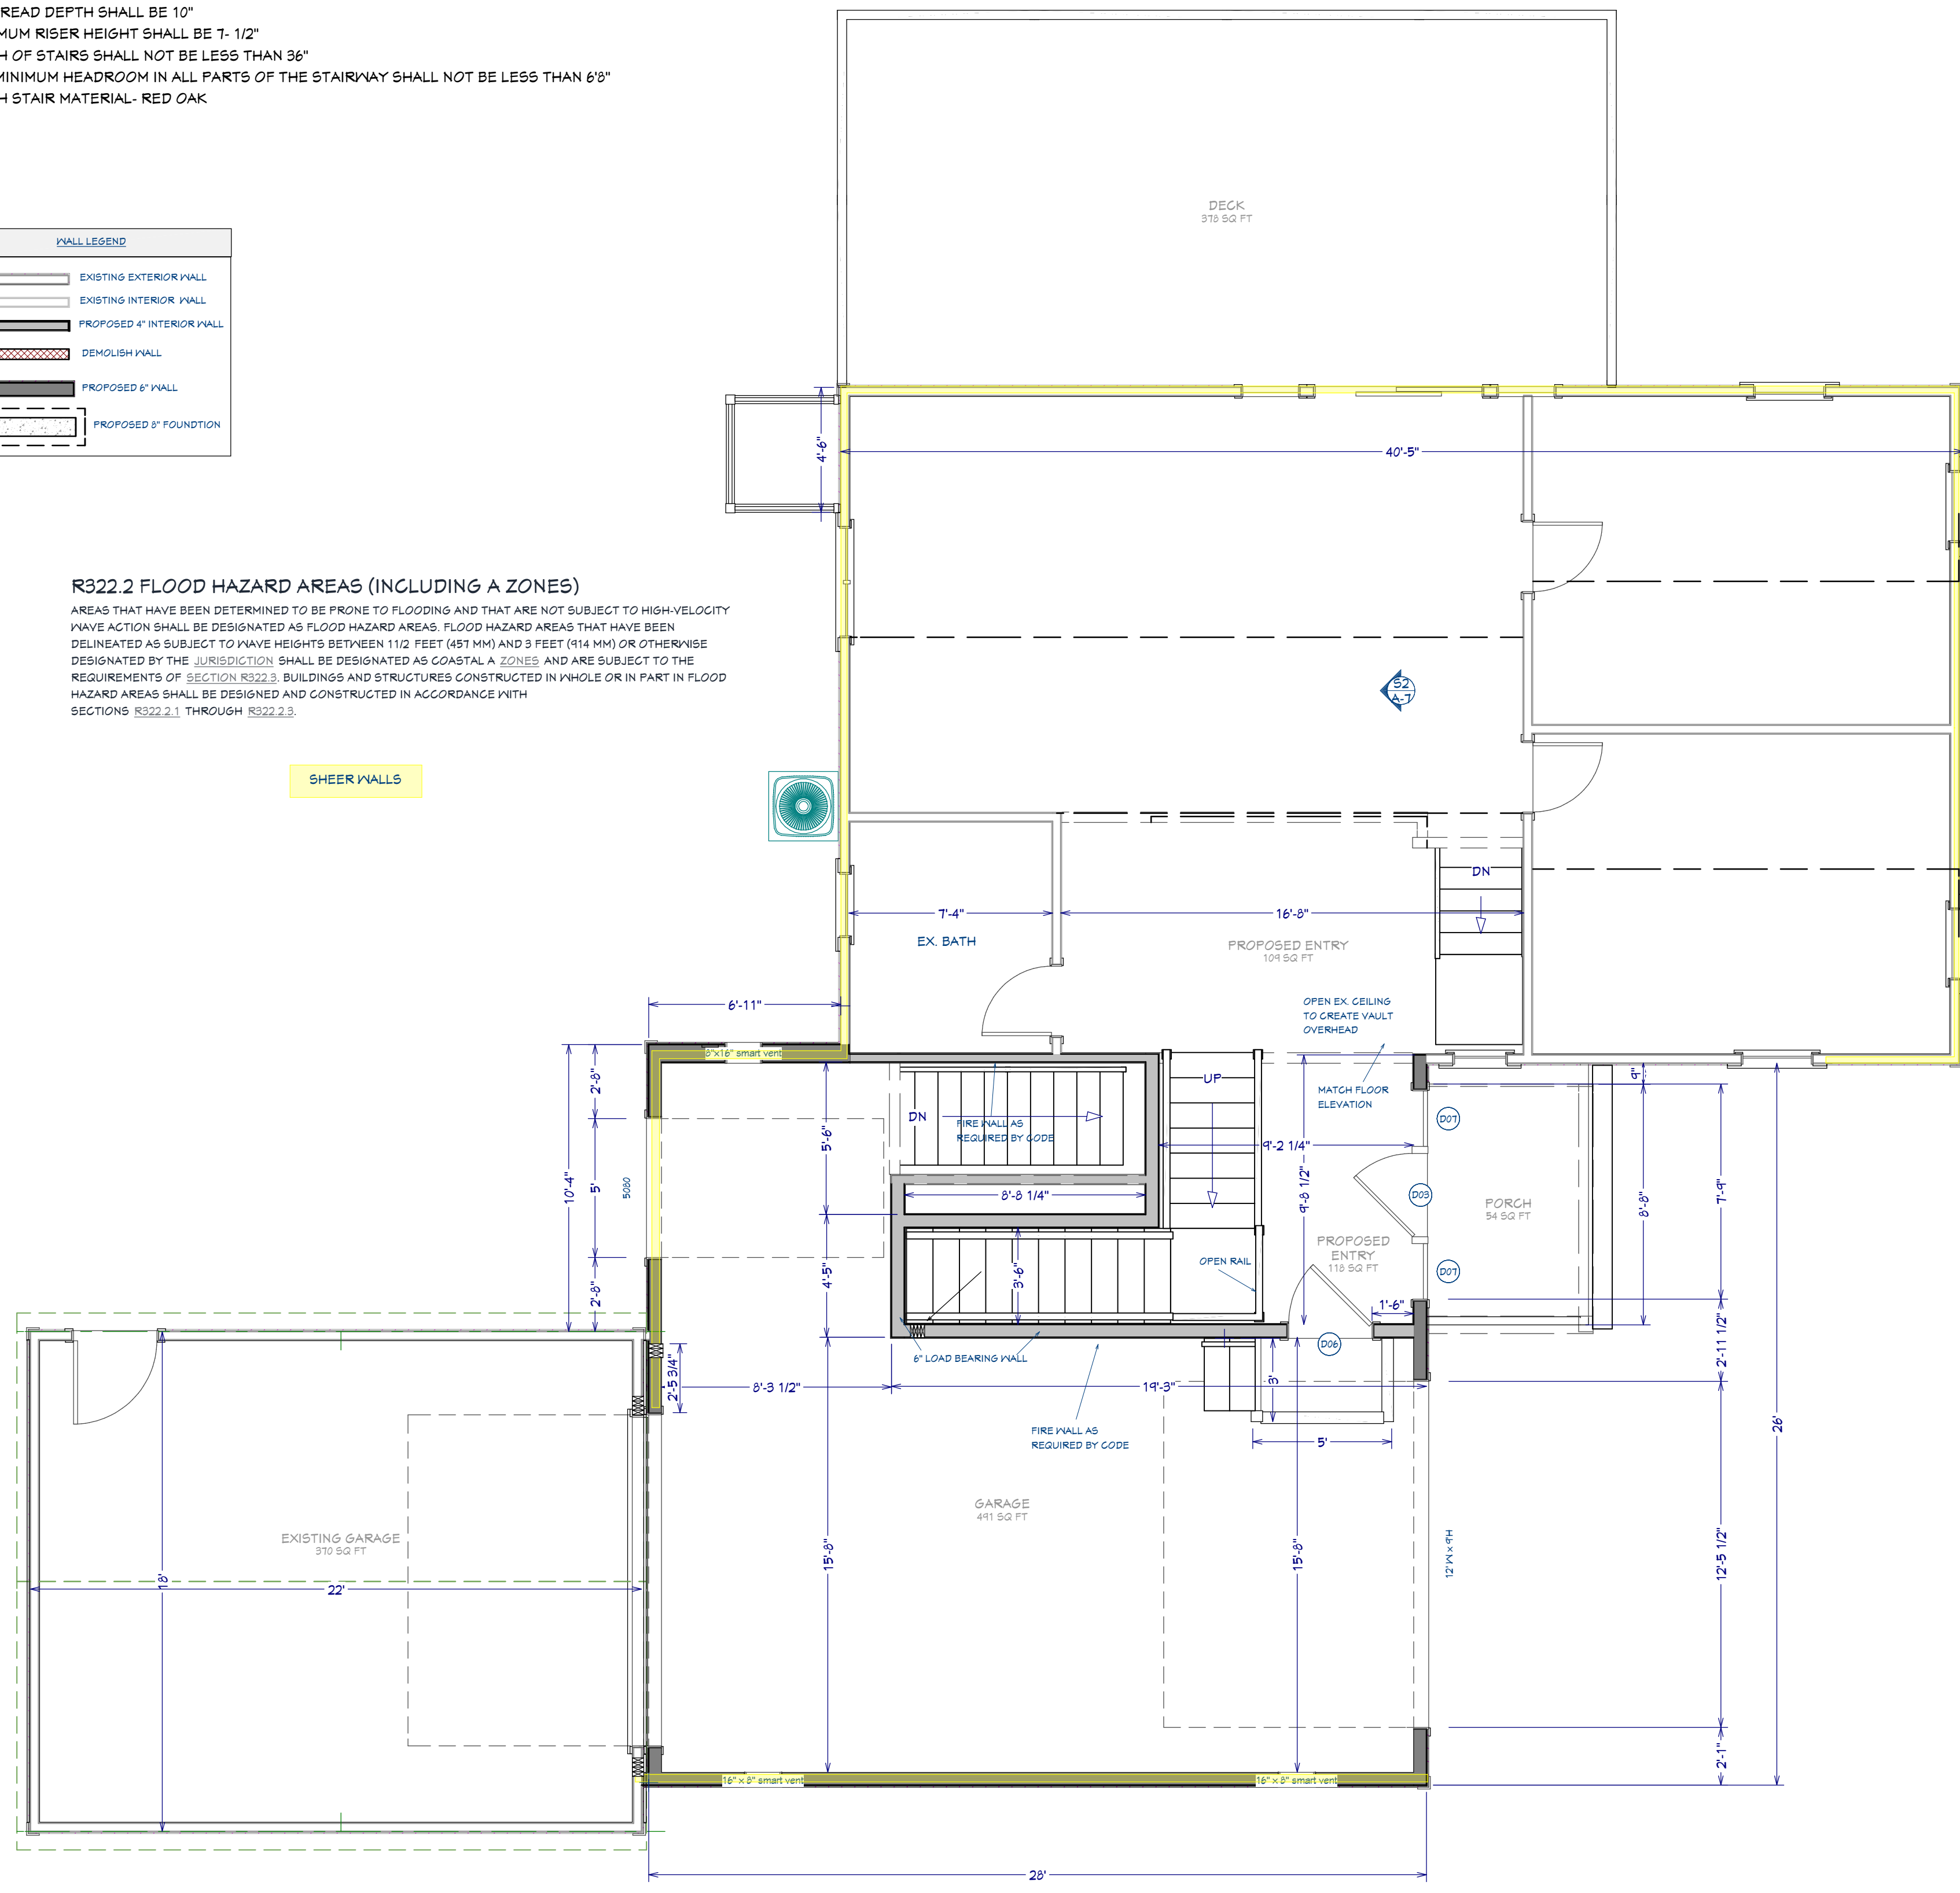 READ DEPTH SHALL BE 10"
MUM RISER HEIGHT SHALL BE 7- 1/2"
H OF STAIRS SHALL NOT BE LESS THAN 36"
MINIMUM HEADROOM IN ALL PARTS OF THE STAIRWAY SHALL NOT BE LESS THAN 6'8"
H STAIR MATERIAL- RED OAK
WALL LEGEND
EXISTING EXTERIOR WALL
EXISTING INTERIOR WALL
PROPOSED 4" INTERIOR WALL
DEMOLISH WALL
PROPOSED 6" WALL
PROPOSED 8" FOUNDTION
R322.2 FLOOD HAZARD AREAS (INCLUDING A ZONES)
AREAS THAT HAVE BEEN DETERMINED TO BE PRONE TO FLOODING AND THAT ARE NOT SUBJECT TO HIGH-VELOCITY
WAVE ACTION SHALL BE DESIGNATED AS FLOOD HAZARD AREAS. FLOOD HAZARD AREAS THAT HAVE BEEN
DELINEATED AS SUBJECT TO WAVE HEIGHTS BETWEEN 11/2 FEET (457 MM) AND 3 FEET (914 MM) OR OTHERWISE
DESIGNATED BY THE JURISDICTION SHALL BE DESIGNATED AS COASTAL A ZONES AND ARE SUBJECT TO THE
REQUIREMENTS OF SECTION R322.3. BUILDINGS AND STRUCTURES CONSTRUCTED IN WHOLE OR IN PART IN FLOOD
HAZARD AREAS SHALL BE DESIGNED AND CONSTRUCTED IN ACCORDANCE WITH
SECTIONS R322.2.1 THROUGH R322.2.3.
SHEER WALLS
DECK
378 SQ FT
4'-6"
40'-5"
S2
A-7
DN
7'-4"
16'-8"
EX. BATH
PROPOSED ENTRY
109 SQ FT
6'-11"
OPEN EX. CEILING
TO CREATE VAULT
OVERHEAD
8"x16" smart vent
MATCH FLOOR
ELEVATION
UP
DN
FIRE WALL AS
REQUIRED BY CODE
9'-2 1/4"
9'-8 1/2"
2'-8"
5'
2'-8"
10'-4"
5080
5'-6"
4'-5"
8'-8 1/4"
3'-6"
OPEN RAIL
PROPOSED
ENTRY
118 SQ FT
1'-6"
D07
D03
D07
D06
PORCH
54 SQ FT
9"
8'-8"
7'-9"
2'-11 1/2"
12'-5 1/2"
2'-1"
26'
6" LOAD BEARING WALL
2'-5 3/4"
8'-3 1/2"
19'-3"
3'
5'
FIRE WALL AS
REQUIRED BY CODE
GARAGE
491 SQ FT
15'-8"
15'-8"
12'W x 9'H
EXISTING GARAGE
370 SQ FT
18'
22'
16" x 8" smart vent
16" x 8" smart vent
28'